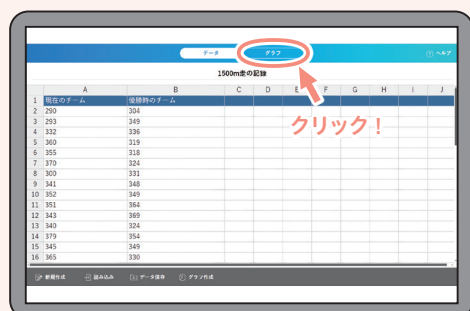 データ グラフ ? ヘルプ
1500m走の記録
A B C D E F G H I J
1 現在のチーム 優勝時のチーム
2 290 304
3 293 349
4 332 336
5 360 319
6 355 318
7 370 324
8 300 331
9 341 348
10 352 349
11 351 364
12 343 369
13 340 324
14 379 354
15 345 349
16 365 330
クリック!
新規作成 読み込み データ保存 グラフ作成